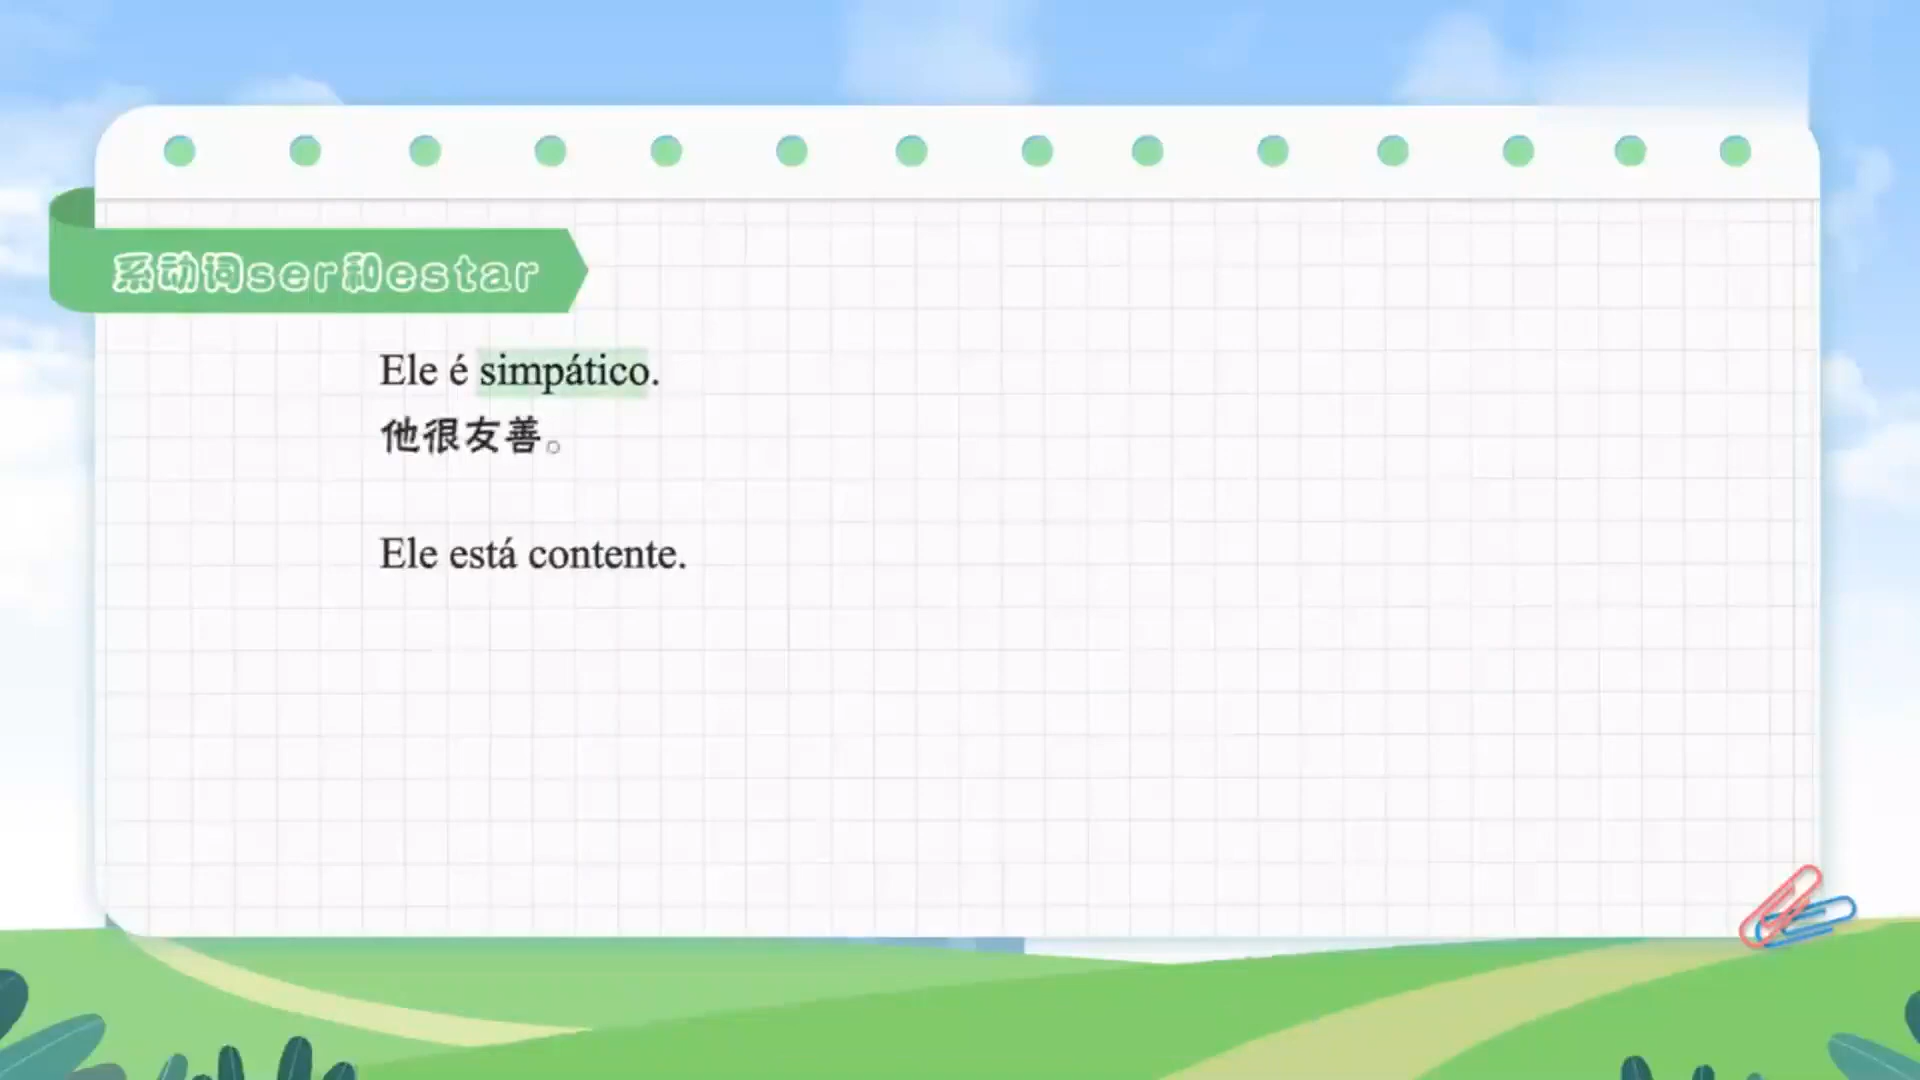 系动词ser和estar
Ele é simpático.
他很友善。
Ele está contente.